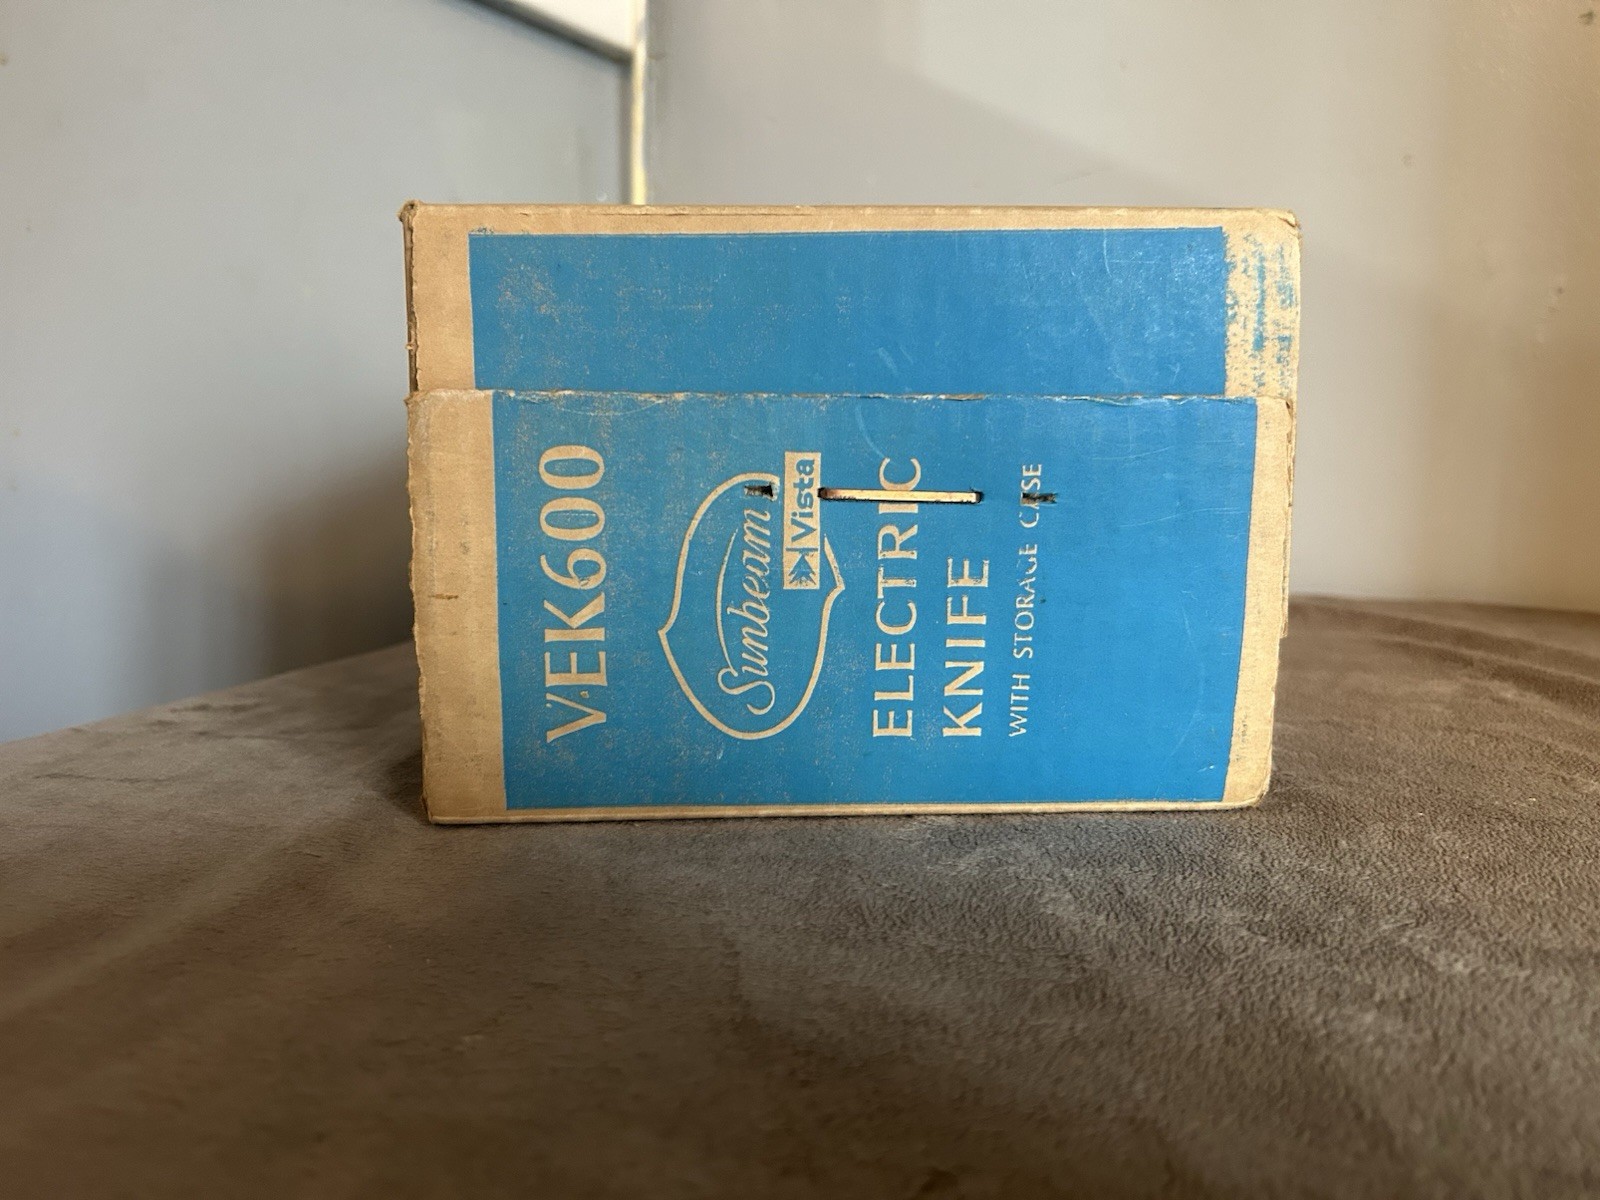 VEK600
Sunbeam
Vista
ELECTRIC
KNIFE
WITH STORAGE CASE